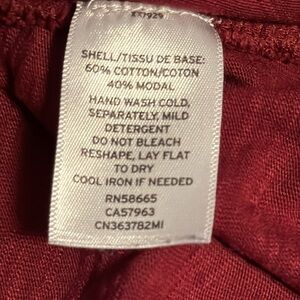 SHELL/TISSU DE BASE:
60% COTTON/COTON
40% MODAL
HAND WASH COLD,
SEPARATELY, MILD
DETERGENT
DO NOT BLEACH
RESHAPE, LAY FLAT
TO DRY
COOL IRON IF NEEDED
RN58665
CA57963
CN363782MI